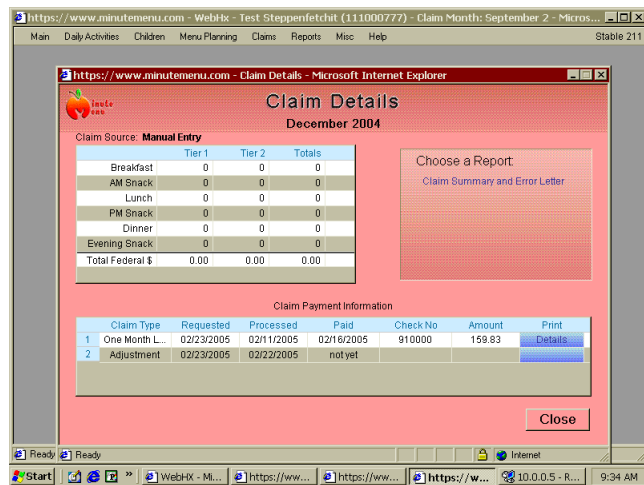 https://www.minutemenu.com - WebHx - Test Steppenfetchit (111000777) - Claim Month: September 2 - Micros...
Main Daily Activities Children Menu Planning Claims Reports Misc Help Stable 211
https://www.minutemenu.com - Claim Details - Microsoft Internet Explorer
Minute Menu
Claim Details
December 2004
Claim Source: Manual Entry
Tier 1 Tier 2 Totals
Breakfast 0 0 0
AM Snack 0 0 0
Lunch 0 0 0
PM Snack 0 0 0
Dinner 0 0 0
Evening Snack 0 0 0
Total Federal $ 0.00 0.00 0.00
Choose a Report:
Claim Summary and Error Letter
Claim Payment Information
Claim Type Requested Processed Paid Check No Amount Print
1 One Month L... 02/23/2005 02/11/2005 02/16/2005 910000 159.83 Details
2 Adjustment 02/23/2005 02/22/2005 not yet
Close
Ready Ready Internet
Start » WebHX - Mi... https://ww... https://ww... https://w... 10.0.0.5 - R... 9:34 AM